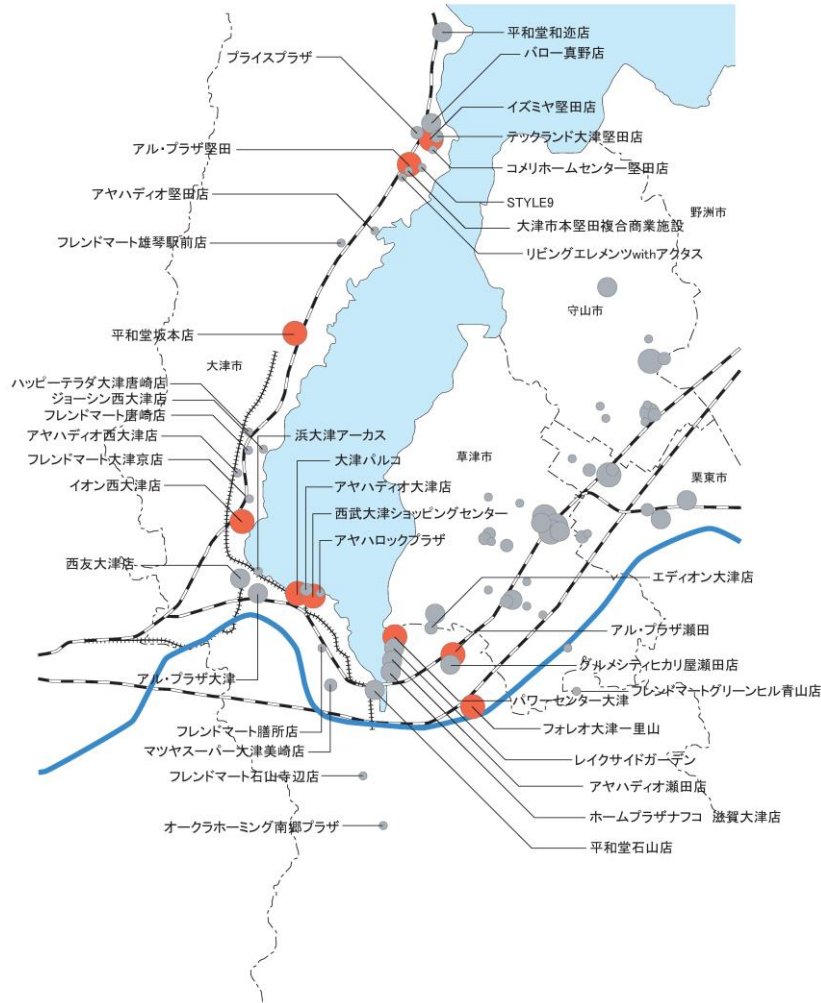 平和堂和迩店
バロー真野店
プライスプラザ
イズミヤ堅田店
テックランド大津堅田店
アル・プラザ堅田
コメリホームセンター堅田店
アヤハディオ堅田店
STYLE9
野洲市
大津市本堅田複合商業施設
フレンドマート雄琴駅前店
リビングエレメンツwithアクタス
守山市
平和堂坂本店
大津市
ハッピーテラダ大津唐崎店
ジョーシン西大津店
フレンドマート唐崎店
アヤハディオ西大津店
浜大津アーカス
フレンドマート大津京店
大津パルコ
草津市
イオン西大津店
アヤハディオ大津店
栗東市
西武大津ショッピングセンター
アヤハロックプラザ
西友大津店
エディオン大津店
アル・プラザ瀬田
グルメシティヒカリ屋瀬田店
アル・プラザ大津
フレンドマートグリーンヒル青山店
パワーセンター大津
フレンドマート膳所店
フォレオ大津一里山
マツヤスーパー大津美崎店
レイクサイドガーデン
フレンドマート石山寺辺店
アヤハディオ瀬田店
ホームプラザナフコ 滋賀大津店
オークラホーミング南郷プラザ
平和堂石山店